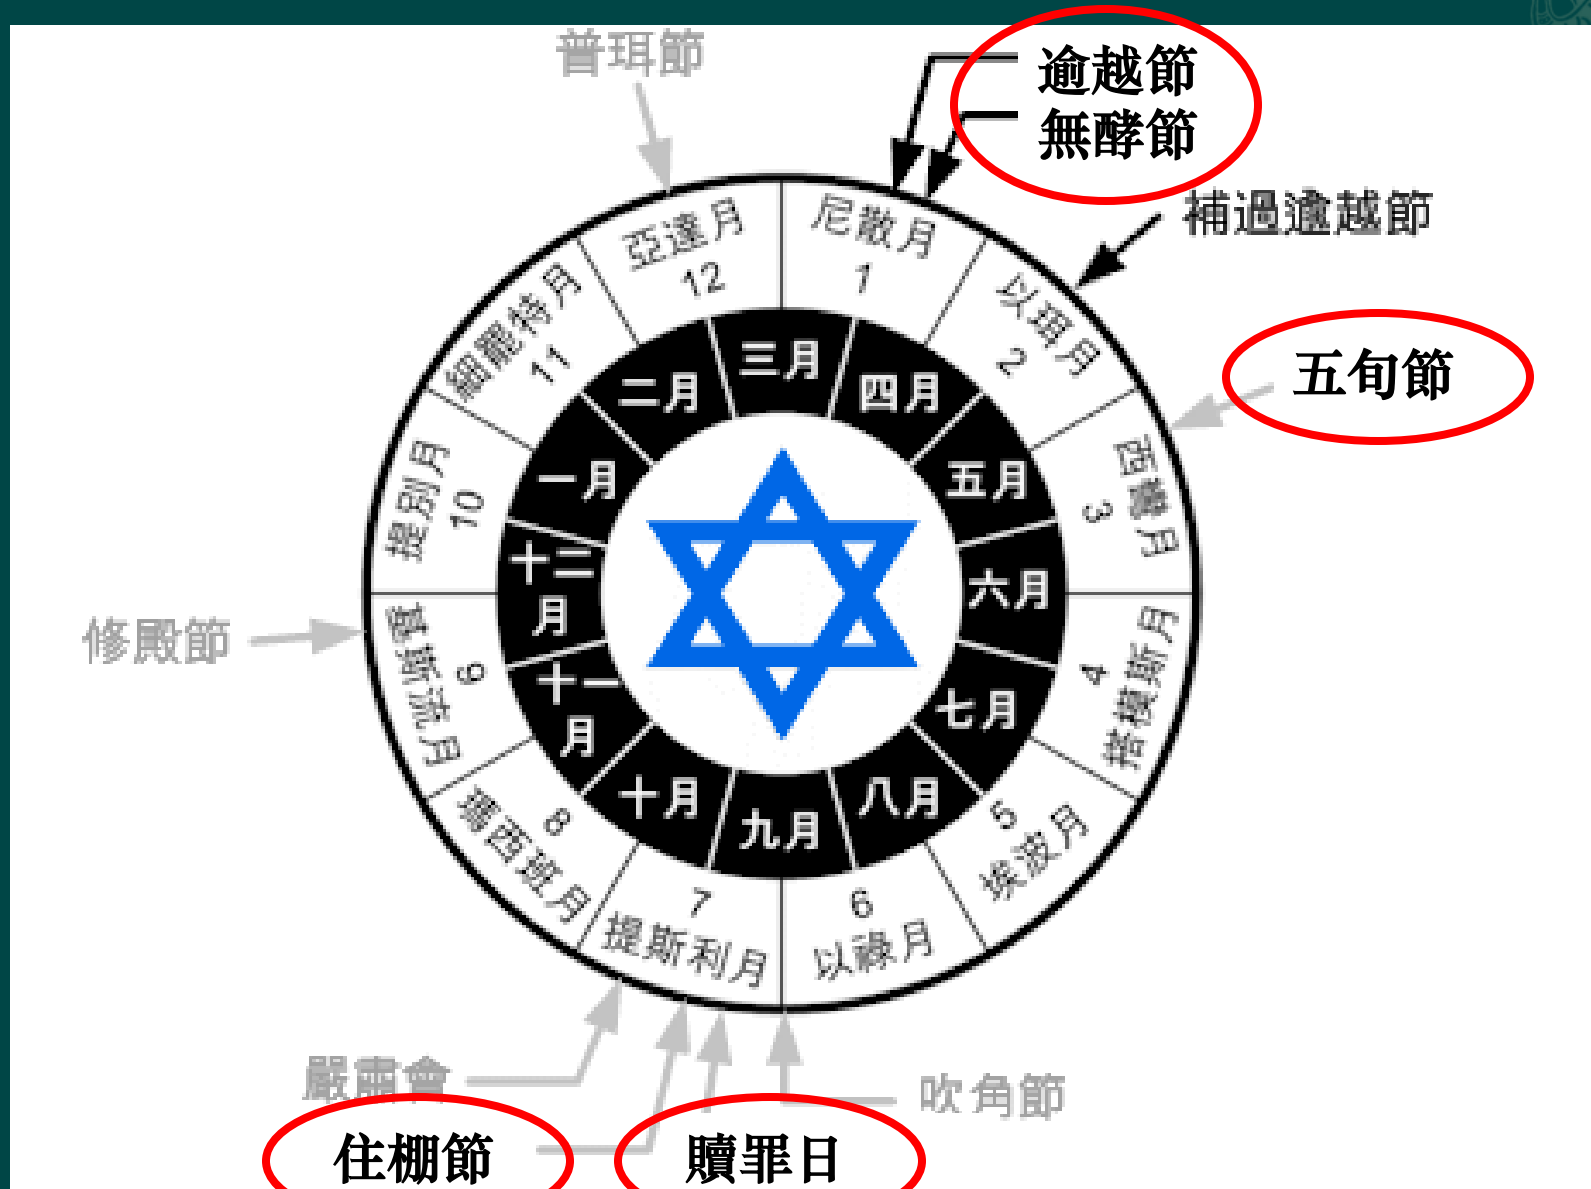 普珥節
逾越節
無酵節
補過逾越節
五旬節
修殿節
嚴肅會
住棚節
贖罪日
吹角節
尼散月
1
以珥月
2
西彎月
3
搭模斯月
4
埃波月
5
以祿月
6
提斯利月
7
瑪西班月
8
9
提別月
10
細罷特月
11
亞達月
12
三月
四月
五月
六月
七月
八月
九月
十月
十一
月
十二
月
一月
二月